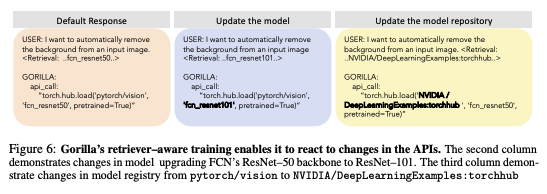 Default Response
USER: I want to automatically remove
the background from an input image.
<Retrieval: ..fcn_resnet50..>
GORILLA:
api_call:
"torch.hub.load('pytorch/vision',
'fcn_resnet50', pretrained=True)"
Update the model
USER: I want to automatically remove
the background from an input image
<Retrieval: ..fcn_resnet101..>
GORILLA:
api_call:
"torch.hub.load('pytorch/vision',
'fcn_resnet101', pretrained=True)"
Update the model repository
USER: I want to automatically remove the
background from an input image. <Retrieval:
..NVIDIA/DeepLearningExamples:torchhub..>
GORILLA:
api_call:
"torch.hub.load('NVIDIA/
DeepLearningExamples:torchhub', 'fcn_resnet50',
pretrained=True)"
Figure 6: Gorilla's retriever–aware training enables it to react to changes in the APIs. The second column
demonstrates changes in model upgrading FCN's ResNet–50 backbone to ResNet–101. The third column demon-
strates changes in model registry from pytorch/vision to NVIDIA/DeepLearningExamples:torchhub